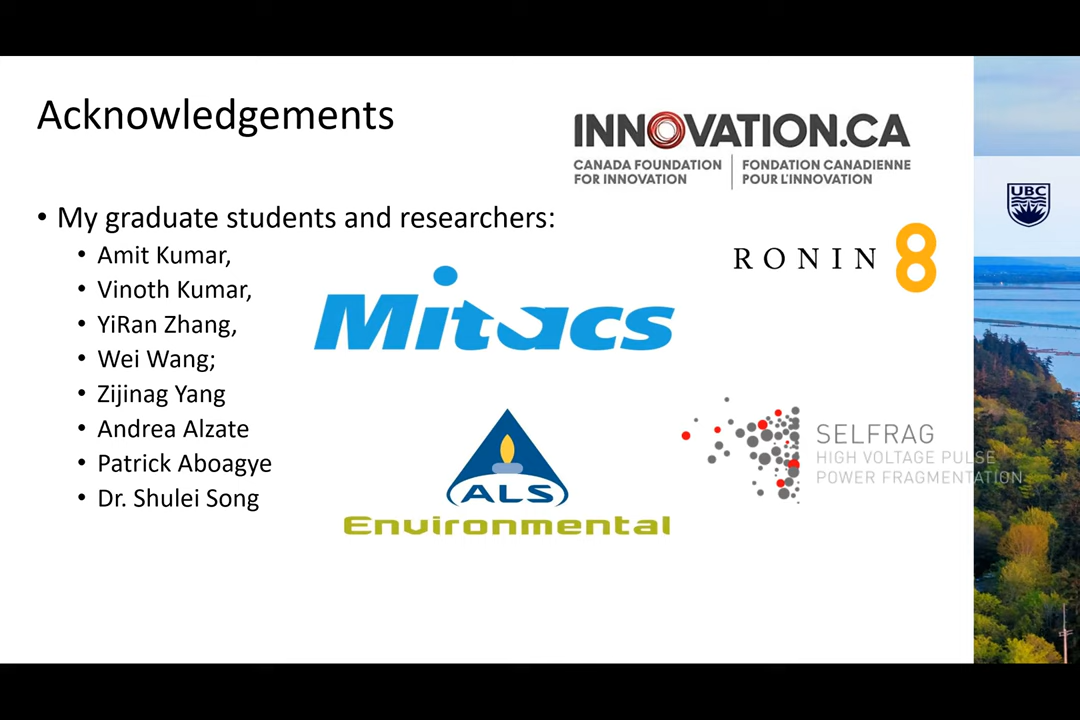 Acknowledgements
INNOVATION.CA
CANADA FOUNDATION
FOR INNOVATION
FONDATION CANADIENNE
POUR L'INNOVATION
UBC
• My graduate students and researchers:
• Amit Kumar,
• Vinoth Kumar,
• YiRan Zhang,
• Wei Wang;
• Zijinag Yang
• Andrea Alzate
• Patrick Aboagye
• Dr. Shulei Song
RONIN 8
Mitacs
ALS
Environmental
SELFRAG
HIGH VOLTAGE PULSE
POWER FRAGMENTATION